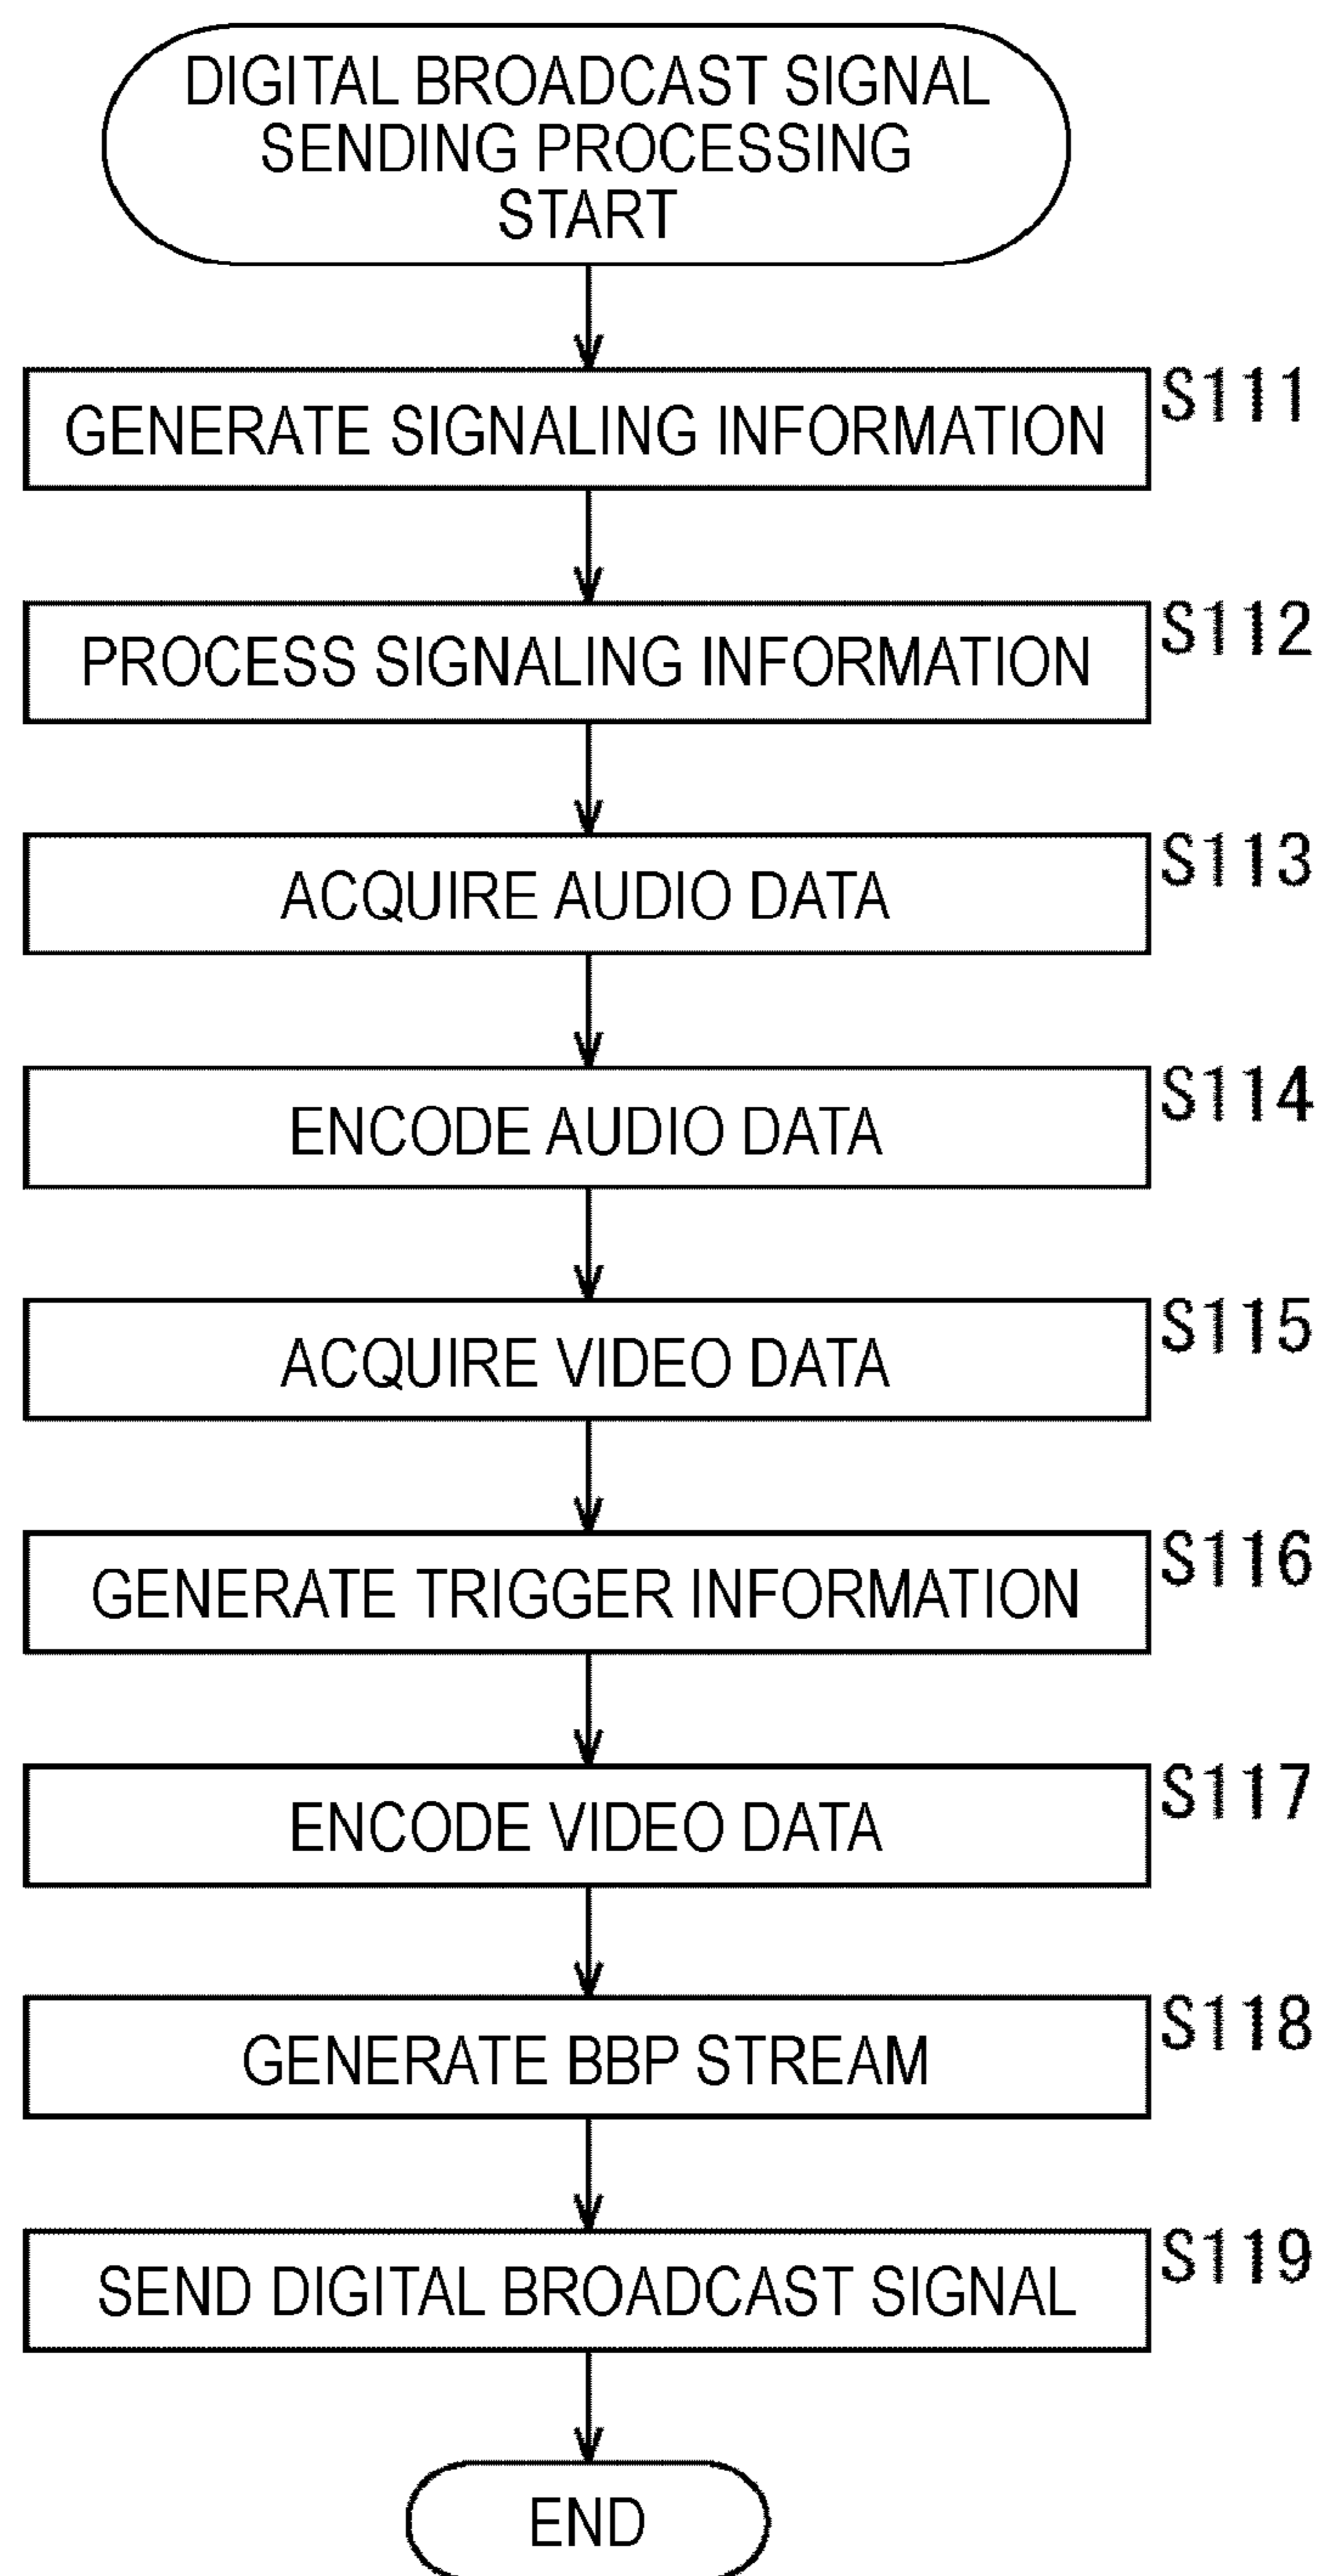 DIGITAL BROADCAST SIGNAL
SENDING PROCESSING
START
GENERATE SIGNALING INFORMATION
S111
PROCESS SIGNALING INFORMATION
S112
ACQUIRE AUDIO DATA
S113
ENCODE AUDIO DATA
S114
ACQUIRE VIDEO DATA
S115
GENERATE TRIGGER INFORMATION
S116
ENCODE VIDEO DATA
S117
GENERATE BBP STREAM
S118
SEND DIGITAL BROADCAST SIGNAL
S119
END